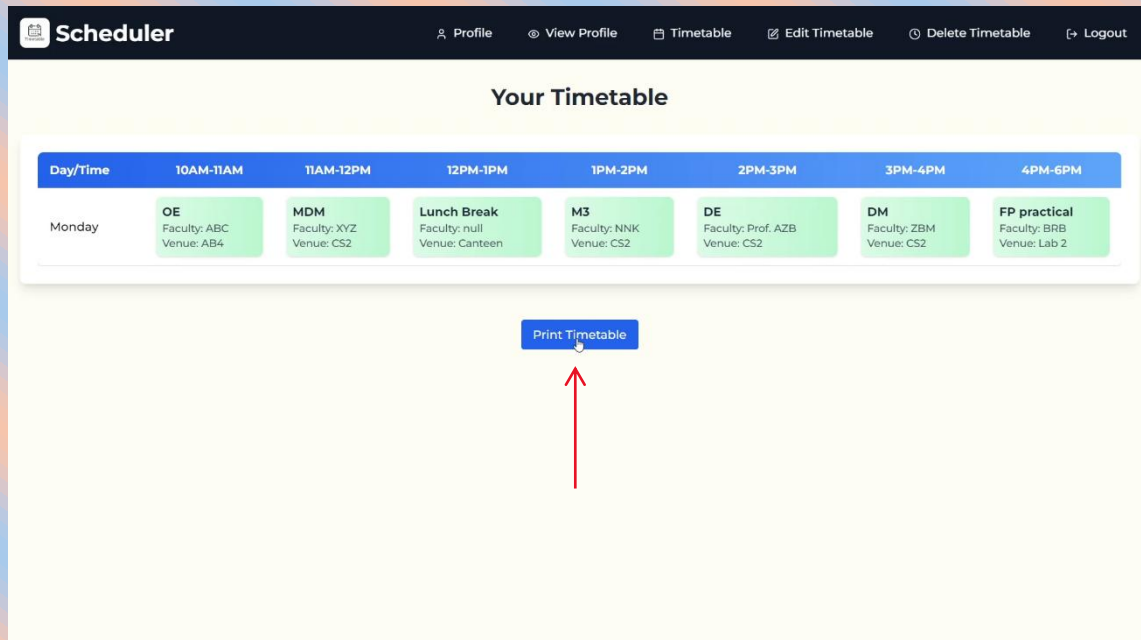 Scheduler
Profile
View Profile
Timetable
Edit Timetable
Delete Timetable
Logout
Your Timetable
Day/Time 10AM-11AM 11AM-12PM 12PM-1PM 1PM-2PM 2PM-3PM 3PM-4PM 4PM-6PM
Monday
OE
Faculty: ABC
Venue: AB4
MDM
Faculty: XYZ
Venue: CS2
Lunch Break
Faculty: null
Venue: Canteen
M3
Faculty: NNK
Venue: CS2
DE
Faculty: Prof. AZB
Venue: CS2
DM
Faculty: ZBM
Venue: CS2
FP practical
Faculty: BRB
Venue: Lab 2
Print Timetable